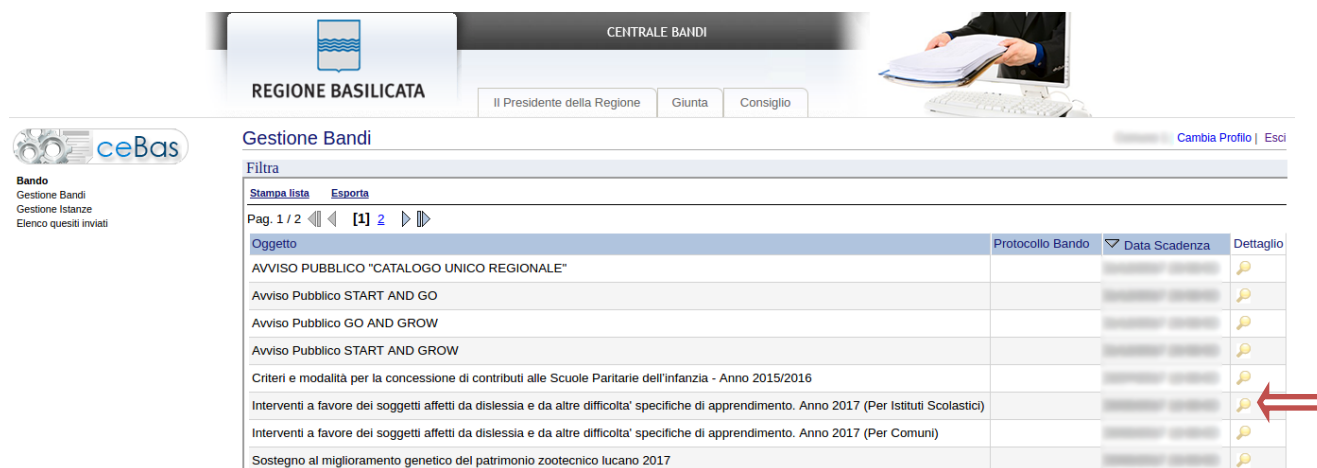 CENTRALE BANDI
REGIONE BASILICATA
Il Presidente della Regione Giunta Consiglio
ceBas
Gestione Bandi
Cambia Profilo | Esci
Bando
Gestione Bandi
Gestione Istanze
Elenco quesiti inviati
Filtra
Stampa lista Esporta
Pag. 1 / 2 [1] 2
Oggetto Protocollo Bando Data Scadenza Dettaglio
AVVISO PUBBLICO "CATALOGO UNICO REGIONALE"
Avviso Pubblico START AND GO
Avviso Pubblico GO AND GROW
Avviso Pubblico START AND GROW
Criteri e modalità per la concessione di contributi alle Scuole Paritarie dell'infanzia - Anno 2015/2016
Interventi a favore dei soggetti affetti da dislessia e da altre difficolta' specifiche di apprendimento. Anno 2017 (Per Istituti Scolastici)
Interventi a favore dei soggetti affetti da dislessia e da altre difficolta' specifiche di apprendimento. Anno 2017 (Per Comuni)
Sostegno al miglioramento genetico del patrimonio zootecnico lucano 2017